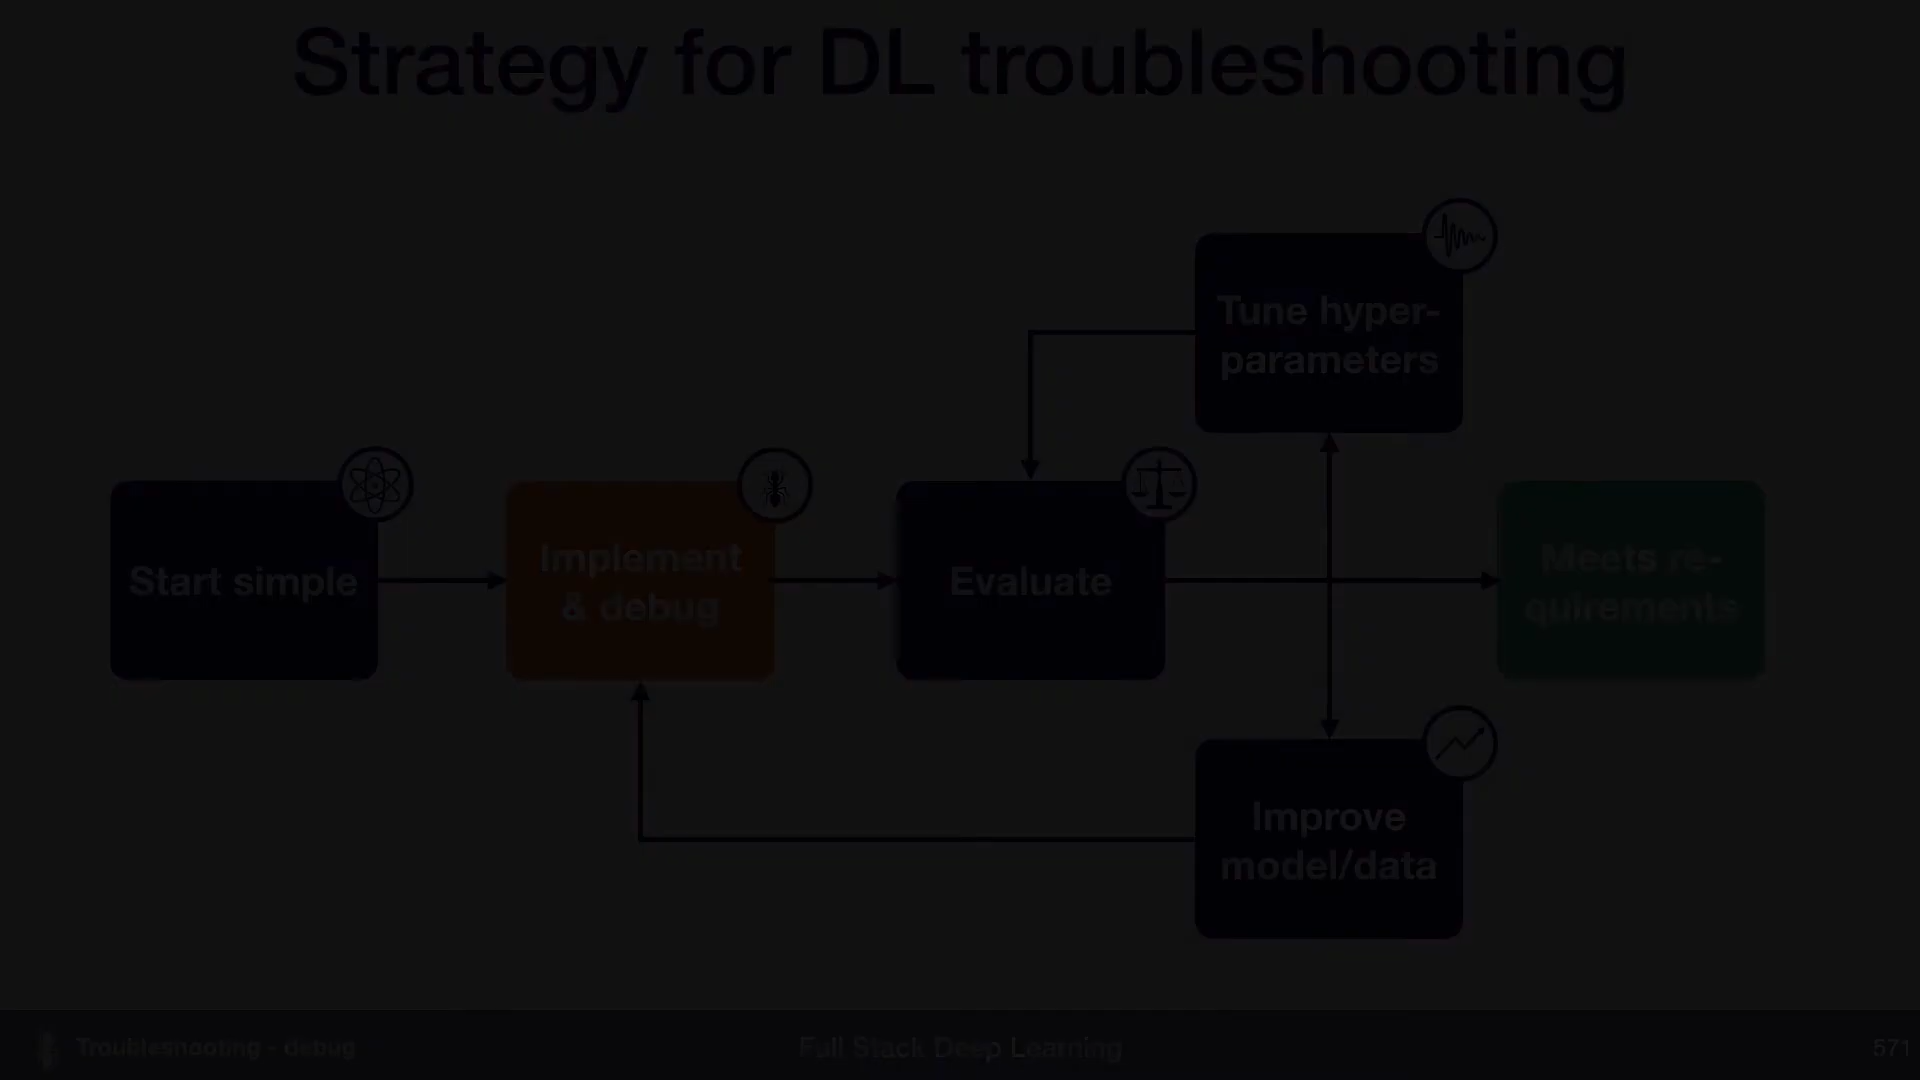 Strategy for DL troubleshooting
Tune hyper-
parameters
Start simple
Implement
& debug
Evaluate
Meets re-
quirements
Improve
model/data
Troubleshooting - debug
Full Stack Deep Learning
571